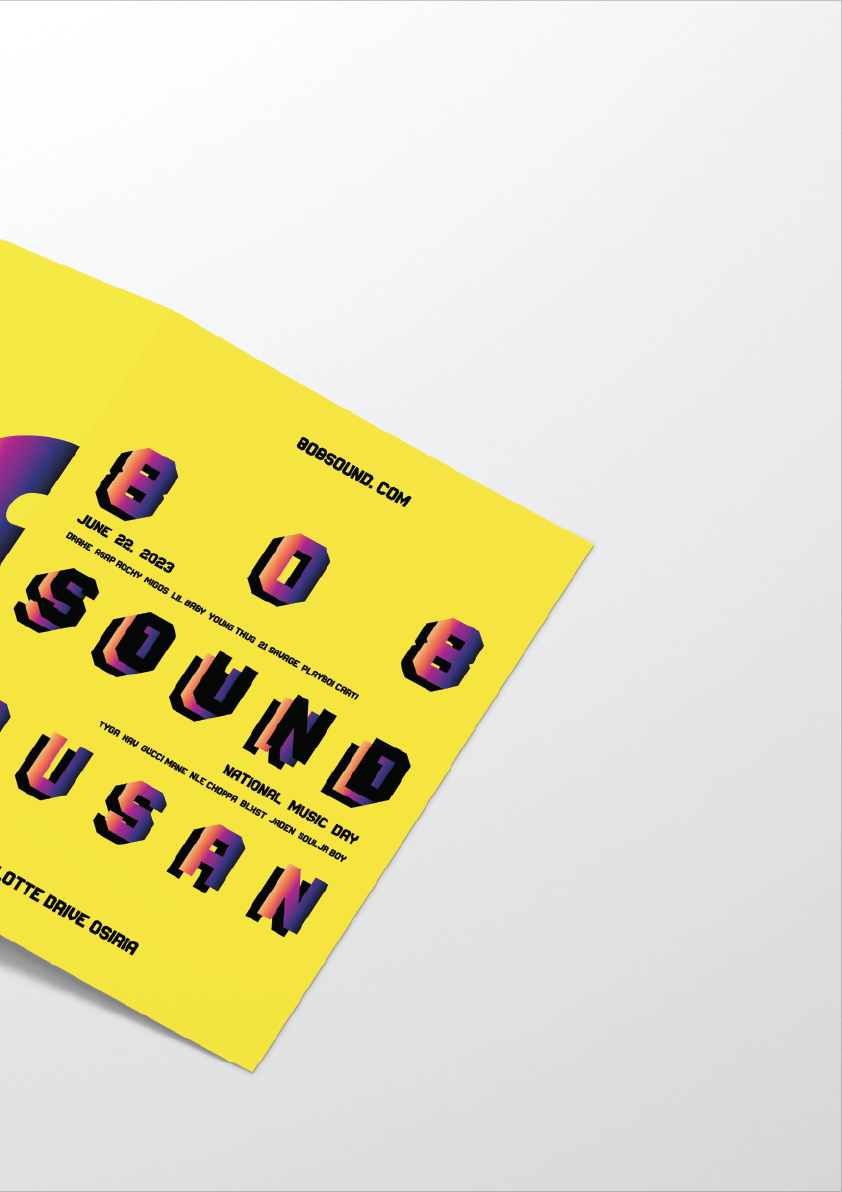 808SOUND. COM
8 0 8
JUNE 22. 2023
DRAKE A$AP ROCKY MIGOS LIL BABY YOUNG THUG 21 SAVAGE PLAYBOI CARTI
SOUND
NATIONAL MUSIC DAY
TYGA NAV GUCCI MANE NLE CHOPPA BLXST JADEN SOULJA BOY
USAN
LOTTE DRIVE OSIRIA